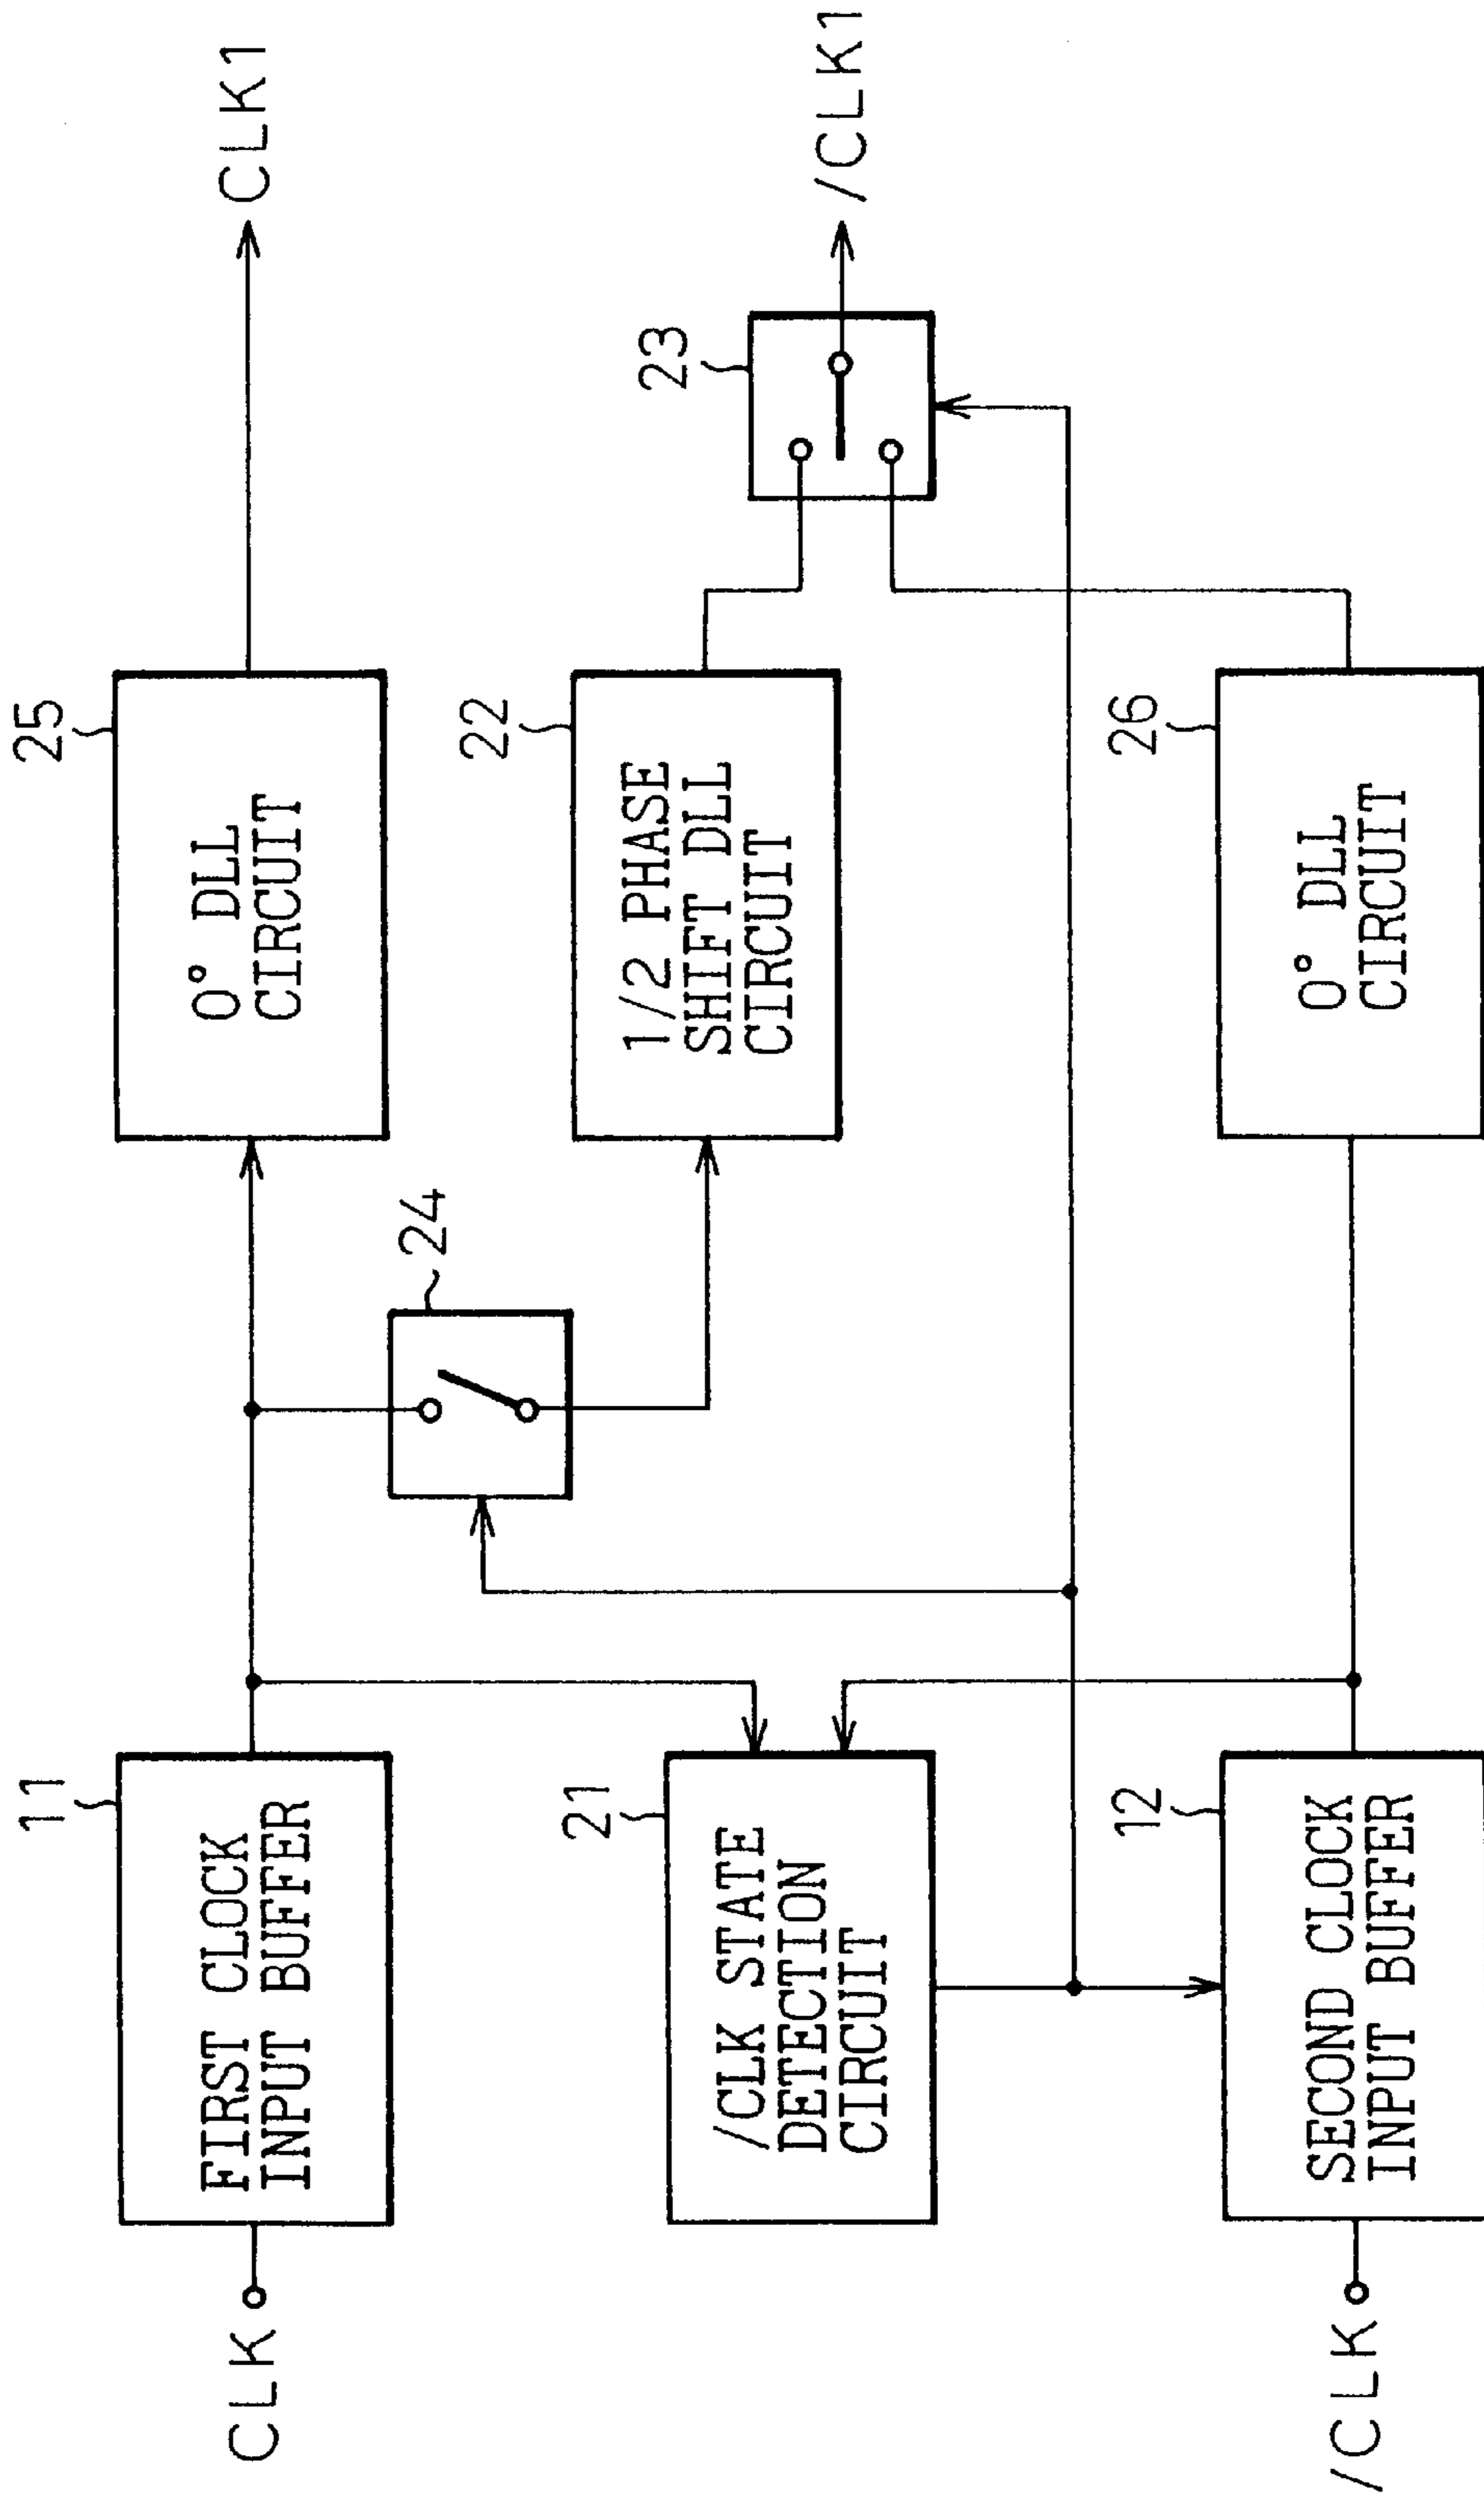 CLK
11
FIRST CLOCK
INPUT BUFFER
24
25
0° DLL
CIRCUIT
CLK1
21
/CLK STATE
DETECTION
CIRCUIT
22
1/2 PHASE
SHIFT DLL
CIRCUIT
23
/CLK1
/CLK
12
SECOND CLOCK
INPUT BUFFER
26
0° DLL
CIRCUIT